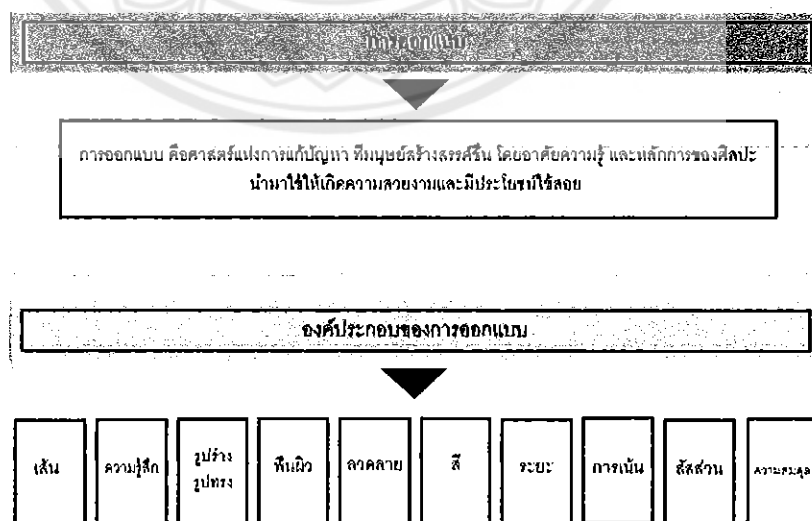 การออกแบบ
การออกแบบ คือศาสตร์แห่งการแก้ปัญหา ที่มนุษย์สร้างสรรค์ขึ้น โดยอาศัยความรู้ และหลักการของศิลปะ
นำมาใช้ให้เกิดความสวยงามและมีประโยชน์ใช้สอย
องค์ประกอบของการออกแบบ
เส้น
ความรู้สึก
รูปร่าง
รูปทรง
พื้นผิว
ลวดลาย
สี
ระยะ
การเน้น
สัดส่วน
ความสมดุล